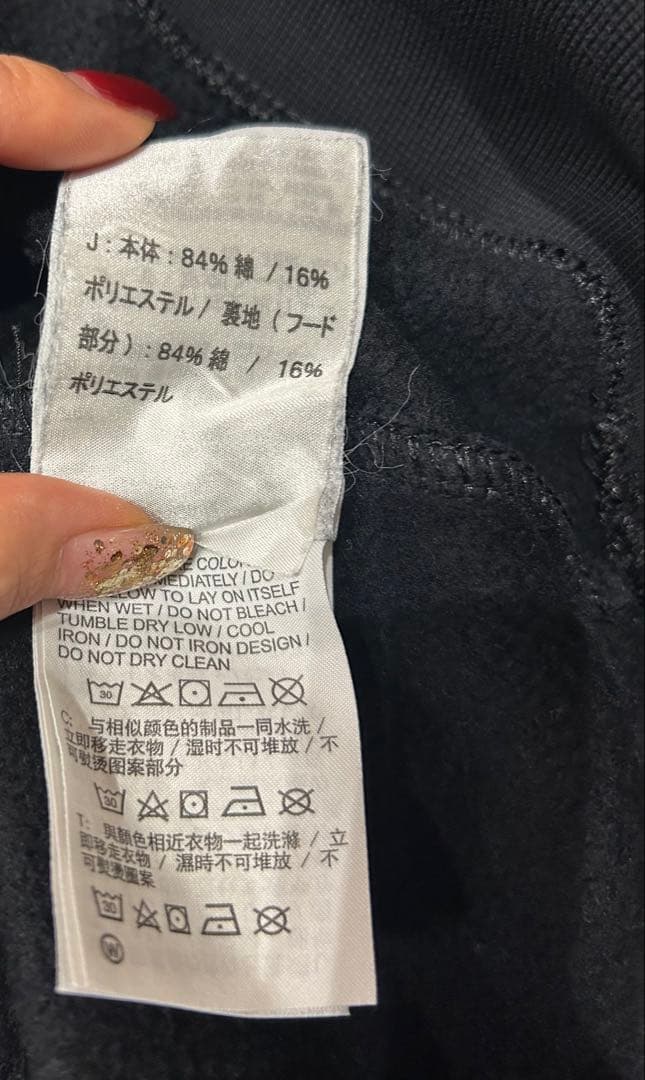 J：本体：84% 綿 / 16%
ポリエステル / 裏地（フード
部分）：84% 綿 / 16%
ポリエステル
MEDIATELY / DO
LOW TO LAY ON ITSELF
WHEN WET / DO NOT BLEACH /
TUMBLE DRY LOW / COOL
IRON / DO NOT IRON DESIGN /
DO NOT DRY CLEAN
30
C: 与相似颜色的制品一同水洗 /
立即移走衣物 / 湿时不可堆放 / 不
可熨烫图案部分
30
T: 與顏色相近衣物一起洗滌 / 立
即移走衣物 / 濕時不可堆放 / 不
可熨燙圖案
30
W